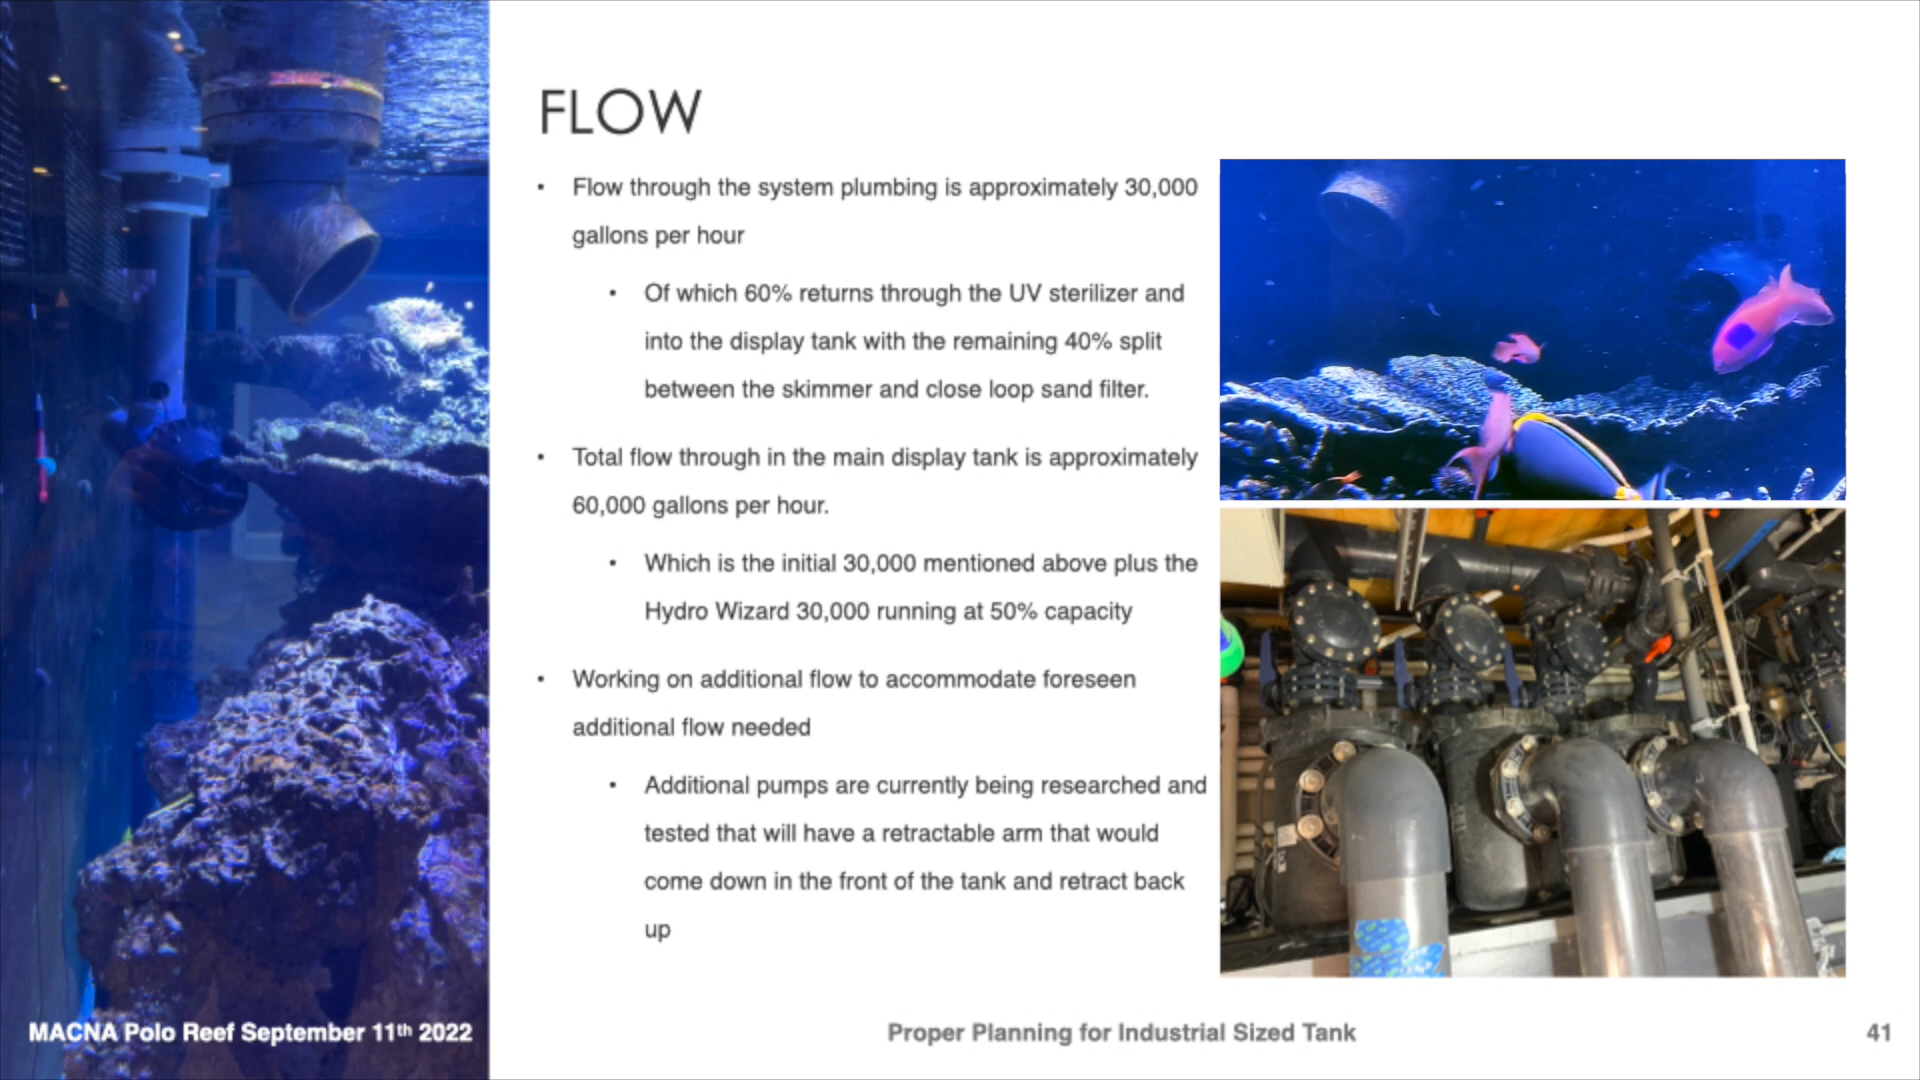 FLOW
• Flow through the system plumbing is approximately 30,000
gallons per hour
• Of which 60% returns through the UV sterilizer and
into the display tank with the remaining 40% split
between the skimmer and close loop sand filter.
• Total flow through in the main display tank is approximately
60,000 gallons per hour.
• Which is the initial 30,000 mentioned above plus the
Hydro Wizard 30,000 running at 50% capacity
• Working on additional flow to accommodate foreseen
additional flow needed
• Additional pumps are currently being researched and
tested that will have a retractable arm that would
come down in the front of the tank and retract back
up
MACNA Polo Reef September 11th 2022
Proper Planning for Industrial Sized Tank
41